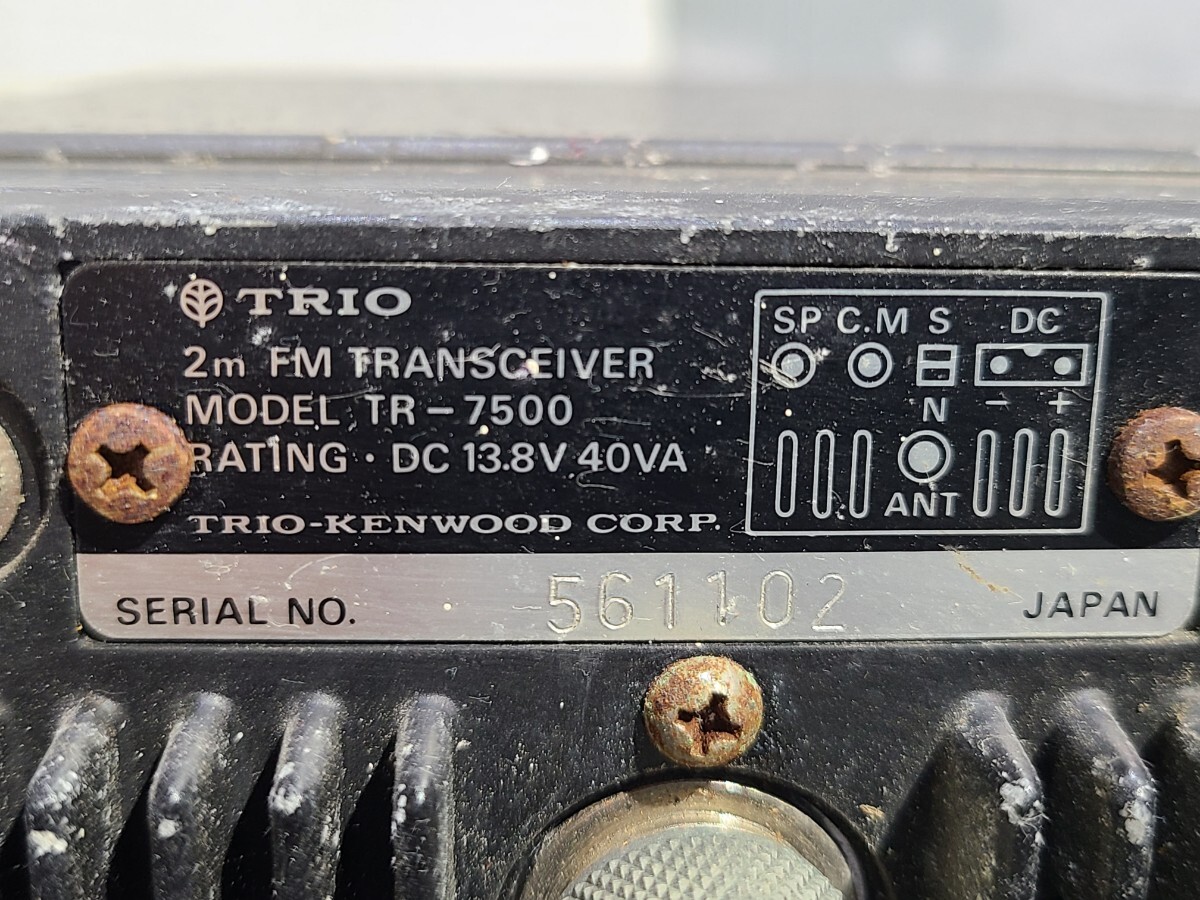 TRIO
2m FM TRANSCEIVER
MODEL TR-7500
RATING · DC 13.8V 40VA
TRIO-KENWOOD CORP.
S.P C.M S DC
N - +
ANT
SERIAL NO. 561102 JAPAN